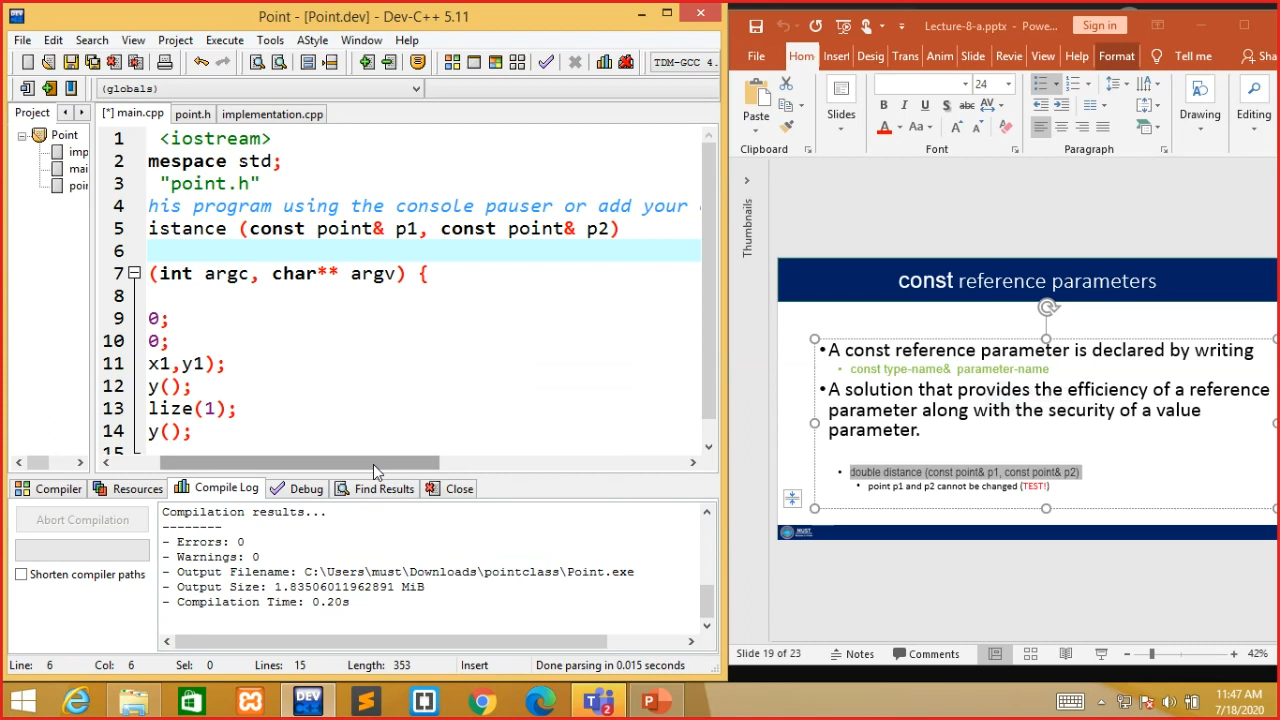 Point - [Point.dev] - Dev-C++ 5.11
File Edit Search View Project Execute Tools AStyle Window Help
TDM-GCC 4.
(globals)
Project
[*] main.cpp point.h implementation.cpp
Point
imp
mai
poi
1 <iostream>
2 mespace std;
3 "point.h"
4 his program using the console pauser or add your
5 istance (const point& p1, const point& p2)
6
7 (int argc, char** argv) {
8
9 0;
10 0;
11 x1,y1);
12 y();
13 lize(1);
14 y();
15
Compiler Resources Compile Log Debug Find Results Close
Abort Compilation
Shorten compiler paths
Compilation results...
--------
- Errors: 0
- Warnings: 0
- Output Filename: C:\Users\must\Downloads\pointclass\Point.exe
- Output Size: 1.83506011962891 MiB
- Compilation Time: 0.20s
Line: 6 Col: 6 Sel: 0 Lines: 15 Length: 353 Insert Done parsing in 0.015 seconds
Lecture-8-a.pptx - Powe... Sign in
File Hom Insert Desig Trans Anim Slide Revie View Help Format Tell me Sha
24
Paste
Slides
B I U S abc AV
A Aa A A A
Drawing
Editing
Clipboard Font Paragraph
Thumbnails
const reference parameters
•A const reference parameter is declared by writing
• const type-name& parameter-name
•A solution that provides the efficiency of a reference
parameter along with the security of a value
parameter.
• double distance (const point& p1, const point& p2)
• point p1 and p2 cannot be changed (TEST!)
MUST
Slide 19 of 23 Notes Comments 42%
DEV
11:47 AM
7/18/2020